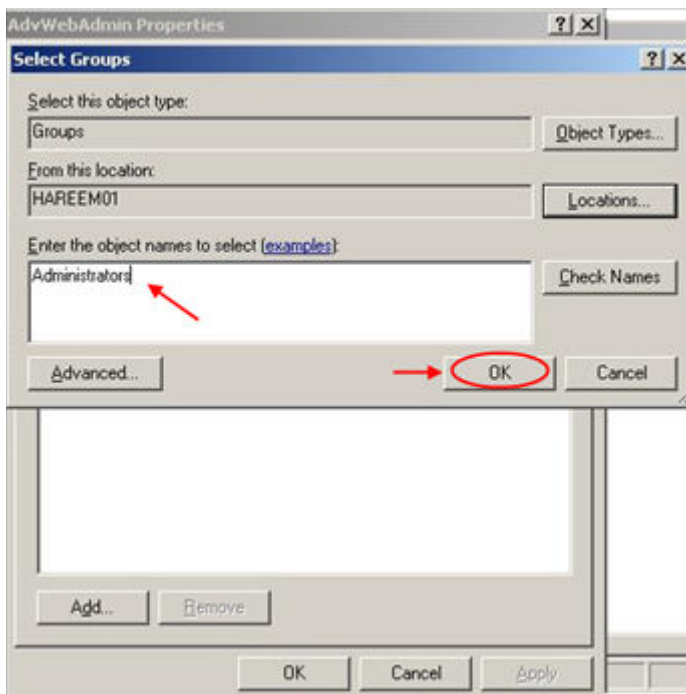 AdvWebAdmin Properties
Select Groups
Select this object type:
Groups
Object Types...
From this location:
HAREEM01
Locations...
Enter the object names to select (examples):
Administrators
Check Names
Advanced...
OK
Cancel
Add...
Remove
OK
Cancel
Apply